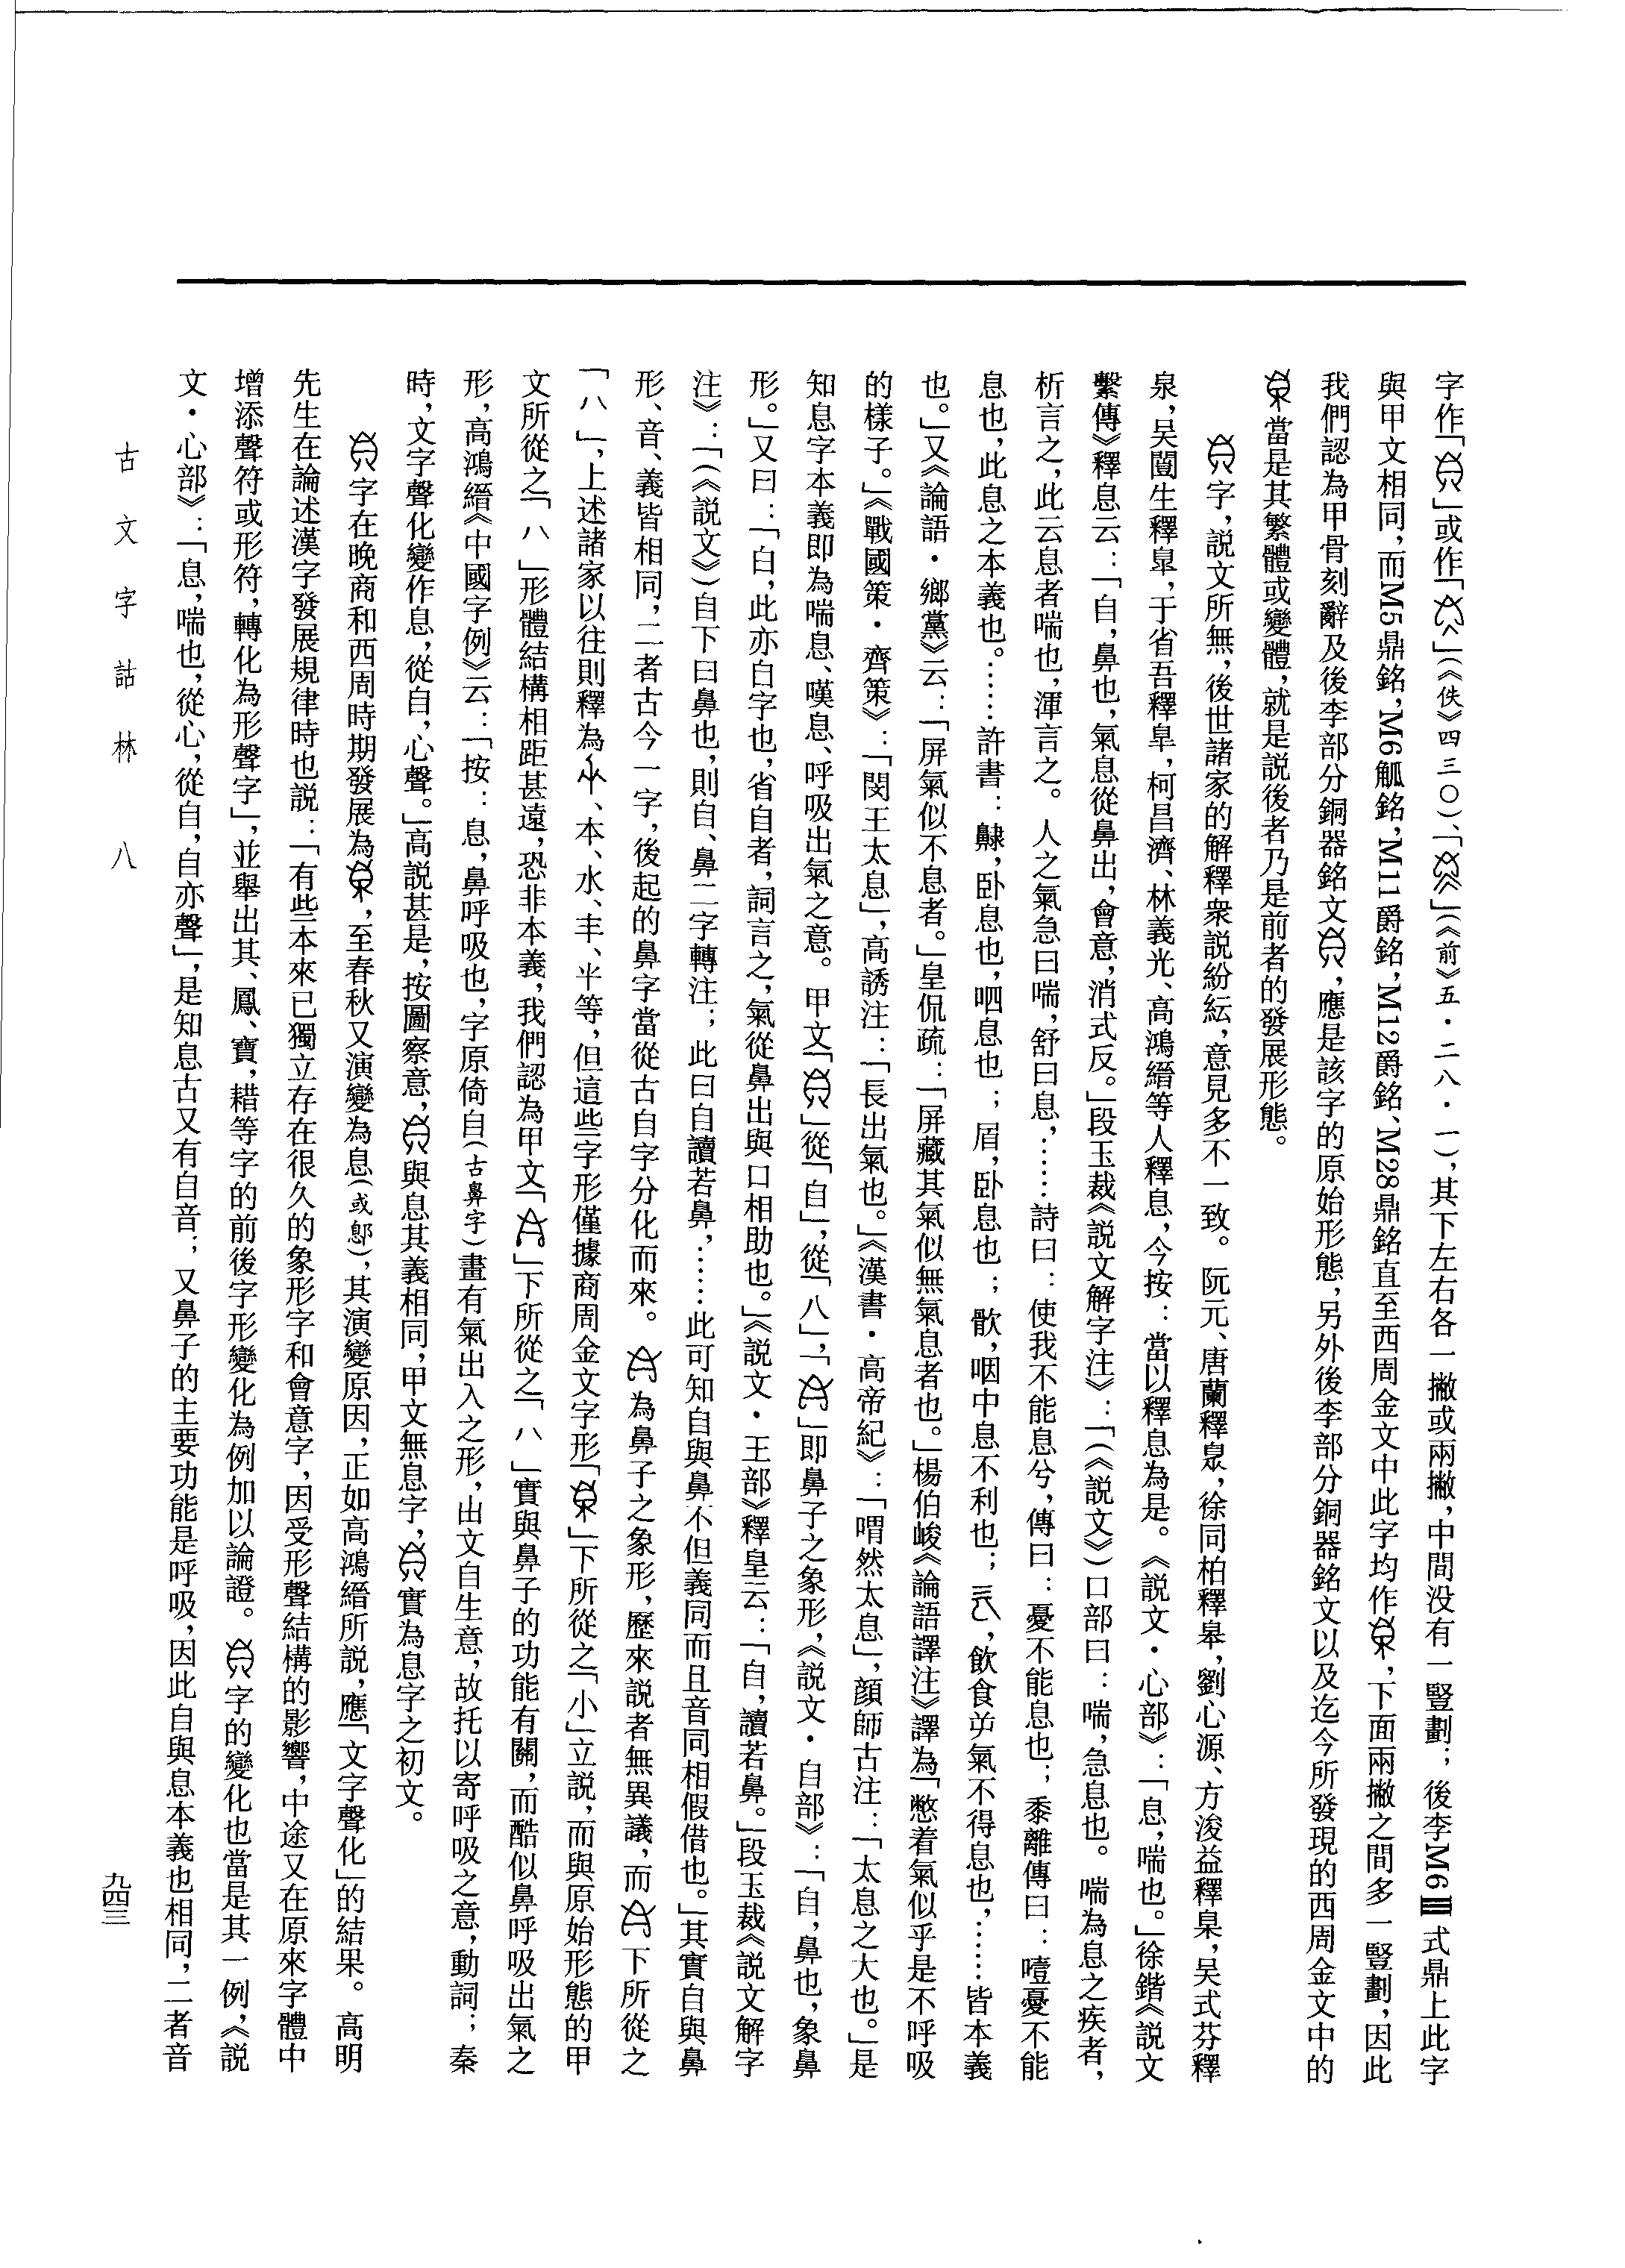 字作「」或作「」(《佚》四三〇)、「」(《前》五・二八・一),其下左右各一撇或兩撇,中間没有一豎劃;後李M6Ⅲ式鼎上此字
與甲文相同,而M5鼎銘,M6觚銘,M11爵銘,M12爵銘、M28鼎銘直至西周金文中此字均作,下面兩撇之間多一豎劃,因此
我們認為甲骨刻辭及後李部分銅器銘文,應是該字的原始形態,另外後李部分銅器銘文以及迄今所發現的西周金文中的
當是其繁體或變體,就是説後者乃是前者的發展形態。
字,説文所無,後世諸家的解釋衆説紛紜,意見多不一致。阮元、唐蘭釋,徐同柏釋皋,劉心源、方浚益釋臬,吴式芬釋
泉,吴闓生釋,于省吾釋皐,柯昌濟、林義光、高鴻縉等人釋息,今按:當以釋息為是。《説文・心部》:「息,喘也。」徐鍇《説文
繫傳》釋息云:「自,鼻也,氣息從鼻出,會意,消式反。」段玉裁《説文解字注》:「(《説文》)口部曰:喘,急息也。喘為息之疾者,
析言之,此云息者喘也,渾言之。人之氣急曰喘,舒曰息,……詩曰:使我不能息兮,傳曰:憂不能息也;黍離傳曰:噎憂不能
息也,此息之本義也。……許書:齂,卧息也,呬息也;眉,卧息也;㰨,咽中息不利也;㒫,飲食屰氣不得息也,……皆本義
也。」又《論語・鄉黨》云:「屏氣似不息者。」皇侃疏:「屏藏其氣似無氣息者也。」楊伯峻《論語譯注》譯為「憋着氣似乎是不呼吸
的樣子。」《戰國策・齊策》:「閔王太息」,高誘注:「長出氣也。」《漢書・高帝紀》:「喟然太息」,顔師古注:「太息之大也。」是
知息字本義即為喘息、嘆息、呼吸出氣之意。甲文「」從「自」,從「八」,「」即鼻子之象形,《説文・自部》:「自,鼻也,象鼻
形。」又曰:「白,此亦自字也,省自者,詞言之,氣從鼻出與口相助也。」《説文・王部》釋皇云:「自,讀若鼻。」段玉裁《説文解字
注》:「(《説文》)自下曰鼻也,則自、鼻二字轉注;此曰自讀若鼻,……此可知自與鼻不但義同而且音同相假借也。」其實自與鼻
形、音、義皆相同,二者古今一字,後起的鼻字當從古自字分化而來。為鼻子之象形,歷來説者無異議,而下所從之
「八」,上述諸家以往則釋為、本、水、丰、半等,但這些字形僅據商周金文字形「」下所從之「小」立説,而與原始形態的甲
文所從之「八」形體結構相距甚遠,恐非本義,我們認為甲文「」下所從之「八」實與鼻子的功能有關,而酷似鼻呼吸出氣之
形,高鴻縉《中國字例》云:「按:息,鼻呼吸也,字原倚自(古鼻字)畫有氣出入之形,出文自生意,故托以寄呼吸之意,動詞;秦
時,文字聲化變作息,從自,心聲。」高説甚是,按圖察意,與息其義相同,甲文無息字,實為息字之初文。
字在晚商和西周時期發展為,至春秋又演變為息(或鄎),其演變原因,正如高鴻縉所説,應「文字聲化」的結果。高明
先生在論述漢字發展規律時也説:「有些本來已獨立存在很久的象形字和會意字,因受形聲結構的影響,中途又在原來字體中
增添聲符或形符,轉化為形聲字」,並舉出其、鳳、寶,耤等字的前後字形變化為例加以論證。字的變化也當是其一例,《説
文・心部》:「息,喘也,從心,從自,自亦聲」,是知息古又有自音;又鼻子的主要功能是呼吸,因此自與息本義也相同,二者音
古文字詁林 八
九四三